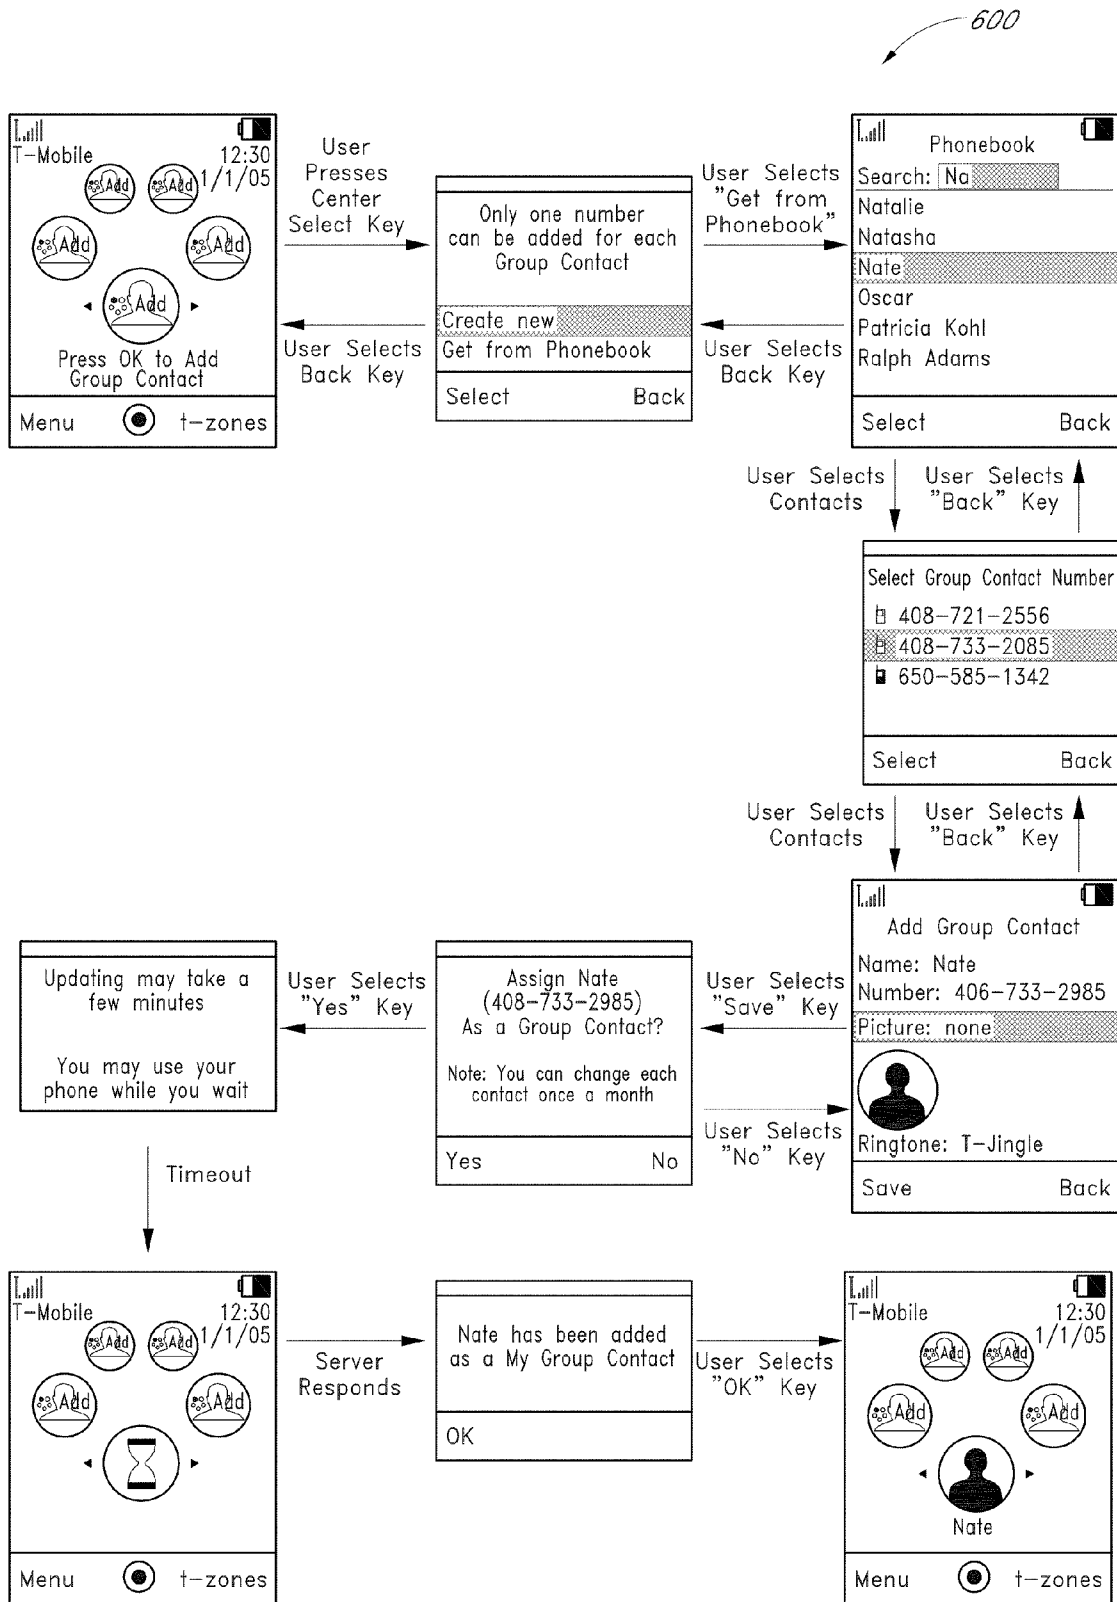 600
T-Mobile
12:30
1/1/05
Add
Add
Add
Add
Add
Press OK to Add
Group Contact
Menu
t-zones
User
Presses
Center
Select Key
User Selects
Back Key
Only one number
can be added for each
Group Contact
Create new
Get from Phonebook
Select
Back
User Selects
"Get from
Phonebook"
User Selects
Back Key
Phonebook
Search: Na
Natalie
Natasha
Nate
Oscar
Patricia Kohl
Ralph Adams
Select
Back
User Selects
Contacts
User Selects
"Back" Key
Select Group Contact Number
408-721-2556
408-733-2085
650-585-1342
Select
Back
User Selects
Contacts
User Selects
"Back" Key
Add Group Contact
Name: Nate
Number: 406-733-2985
Picture: none
Ringtone: T-Jingle
Save
Back
User Selects
"Save" Key
User Selects
"No" Key
Assign Nate
(408-733-2985)
As a Group Contact?
Note: You can change each
contact once a month
Yes
No
User Selects
"Yes" Key
Updating may take a
few minutes
You may use your
phone while you wait
Timeout
T-Mobile
12:30
1/1/05
Add
Add
Add
Add
Menu
t-zones
Server
Responds
Nate has been added
as a My Group Contact
OK
User Selects
"OK" Key
T-Mobile
12:30
1/1/05
Add
Add
Add
Add
Nate
Menu
t-zones